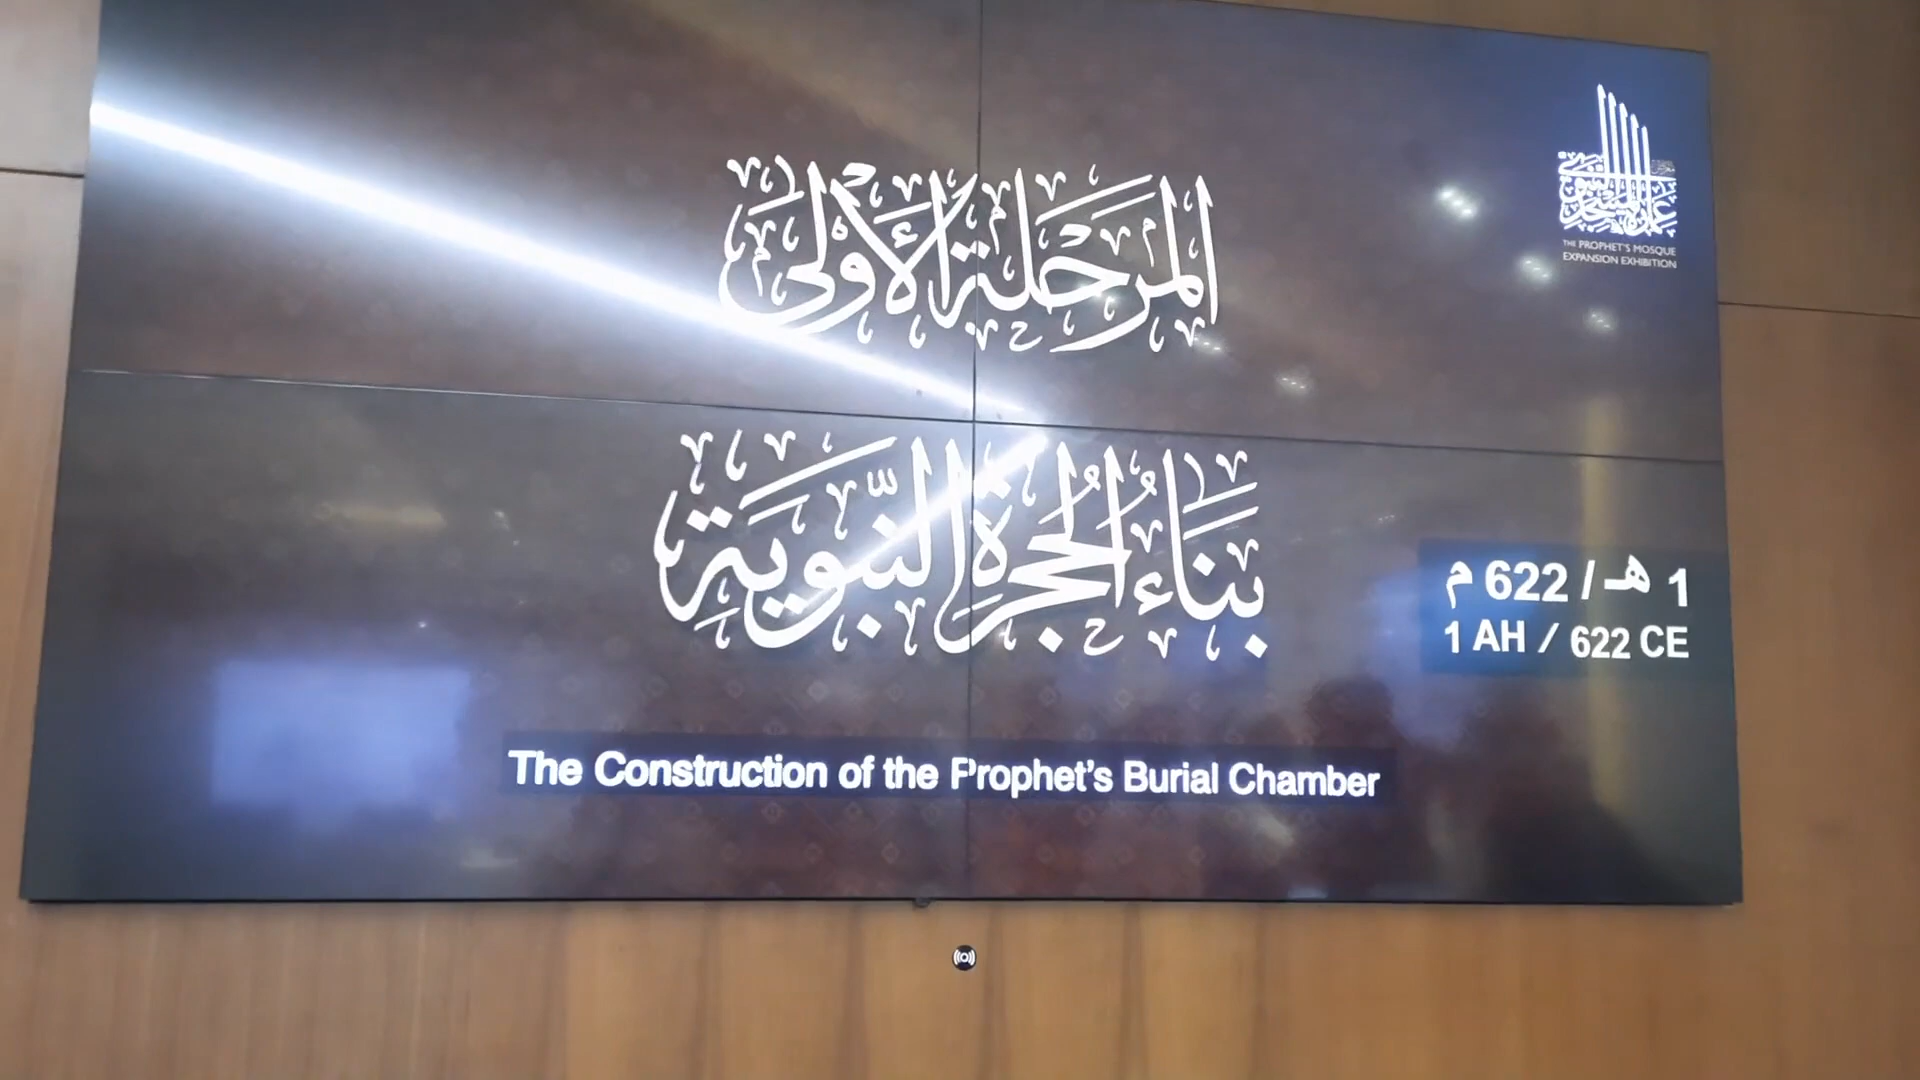 المرحلة الأولى
THE PROPHET'S MOSQUE
EXPANSION EXHIBITION
بناء الحجرة النبوية
1 هـ / 622 م
1 AH / 622 CE
The Construction of the Prophet's Burial Chamber